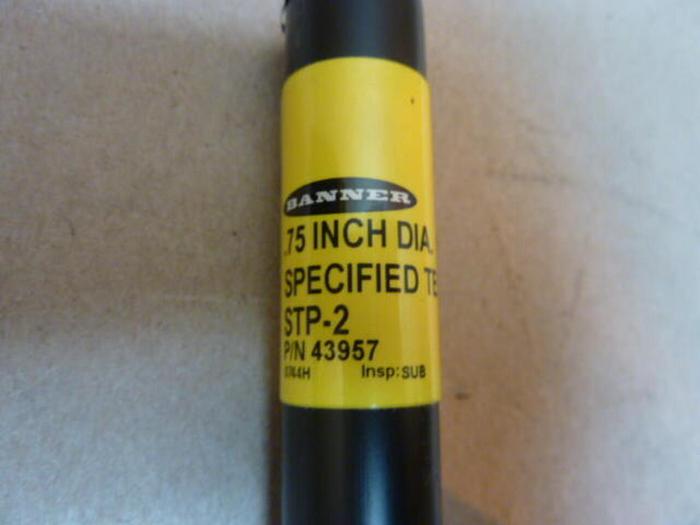 BANNER
.75 INCH DIA.
SPECIFIED TE
STP-2
P/N 43957
Insp: SUB